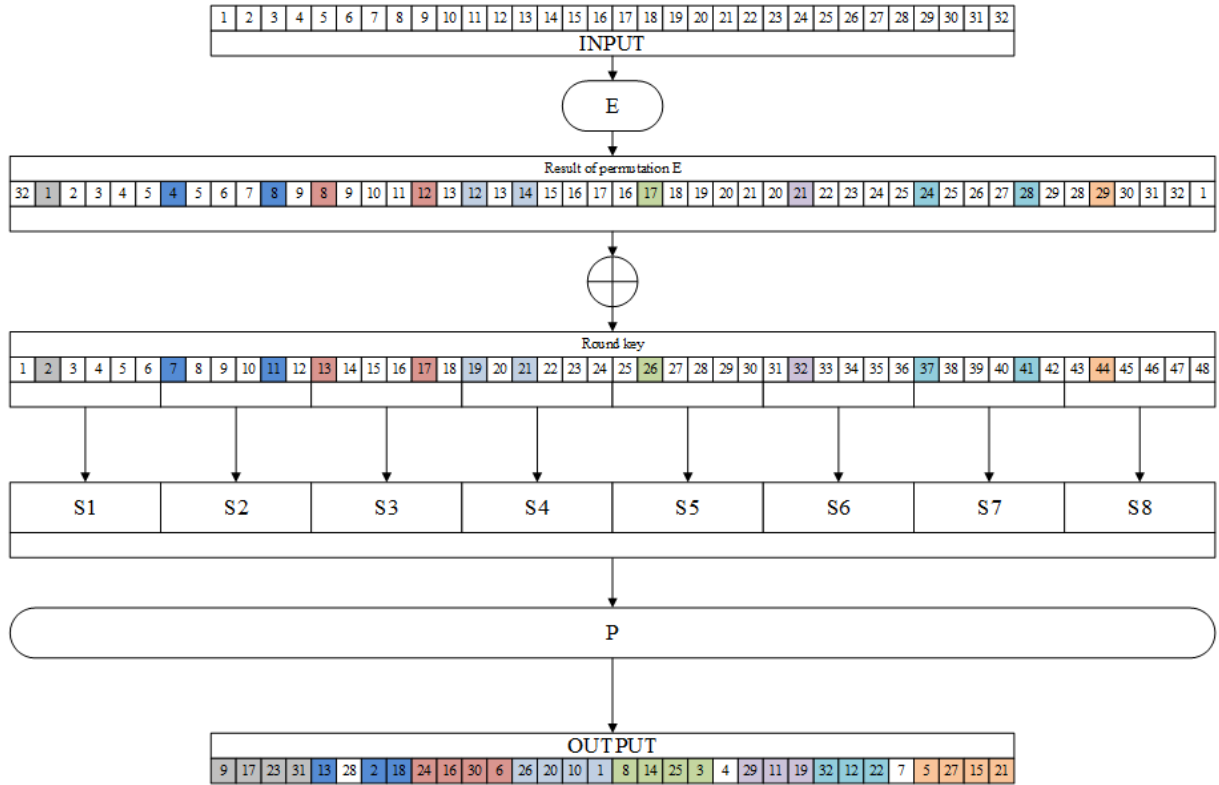 1 2 3 4 5 6 7 8 9 10 11 12 13 14 15 16 17 18 19 20 21 22 23 24 25 26 27 28 29 30 31 32
INPUT
E
Result of permutation E
32 1 2 3 4 5 4 5 6 7 8 9 8 9 10 11 12 13 12 13 14 15 16 17 16 17 18 19 20 21 20 21 22 23 24 25 24 25 26 27 28 29 28 29 30 31 32 1
Round key
1 2 3 4 5 6 7 8 9 10 11 12 13 14 15 16 17 18 19 20 21 22 23 24 25 26 27 28 29 30 31 32 33 34 35 36 37 38 39 40 41 42 43 44 45 46 47 48
S1 S2 S3 S4 S5 S6 S7 S8
P
OUTPUT
9 17 23 31 13 28 2 18 24 16 30 6 26 20 10 1 8 14 25 3 4 29 11 19 32 12 22 7 5 27 15 21